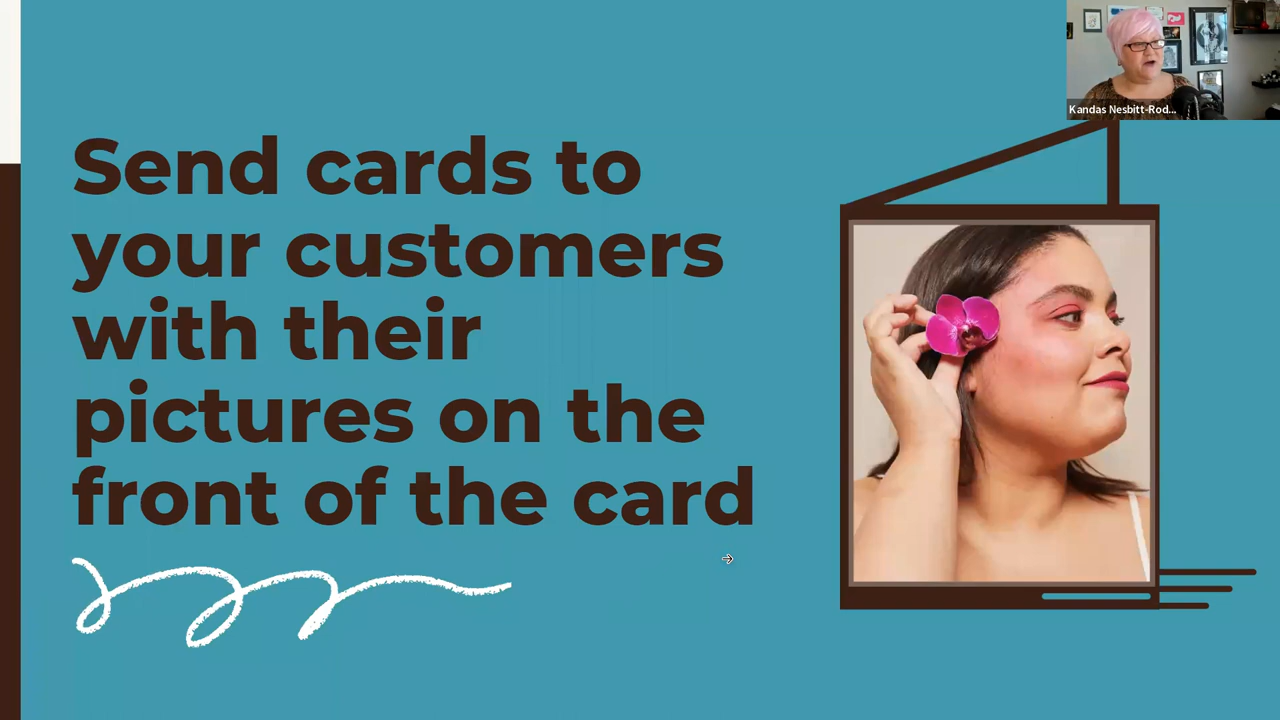 Kandas Nesbitt-Rod...
Send cards to
your customers
with their
pictures on the
front of the card